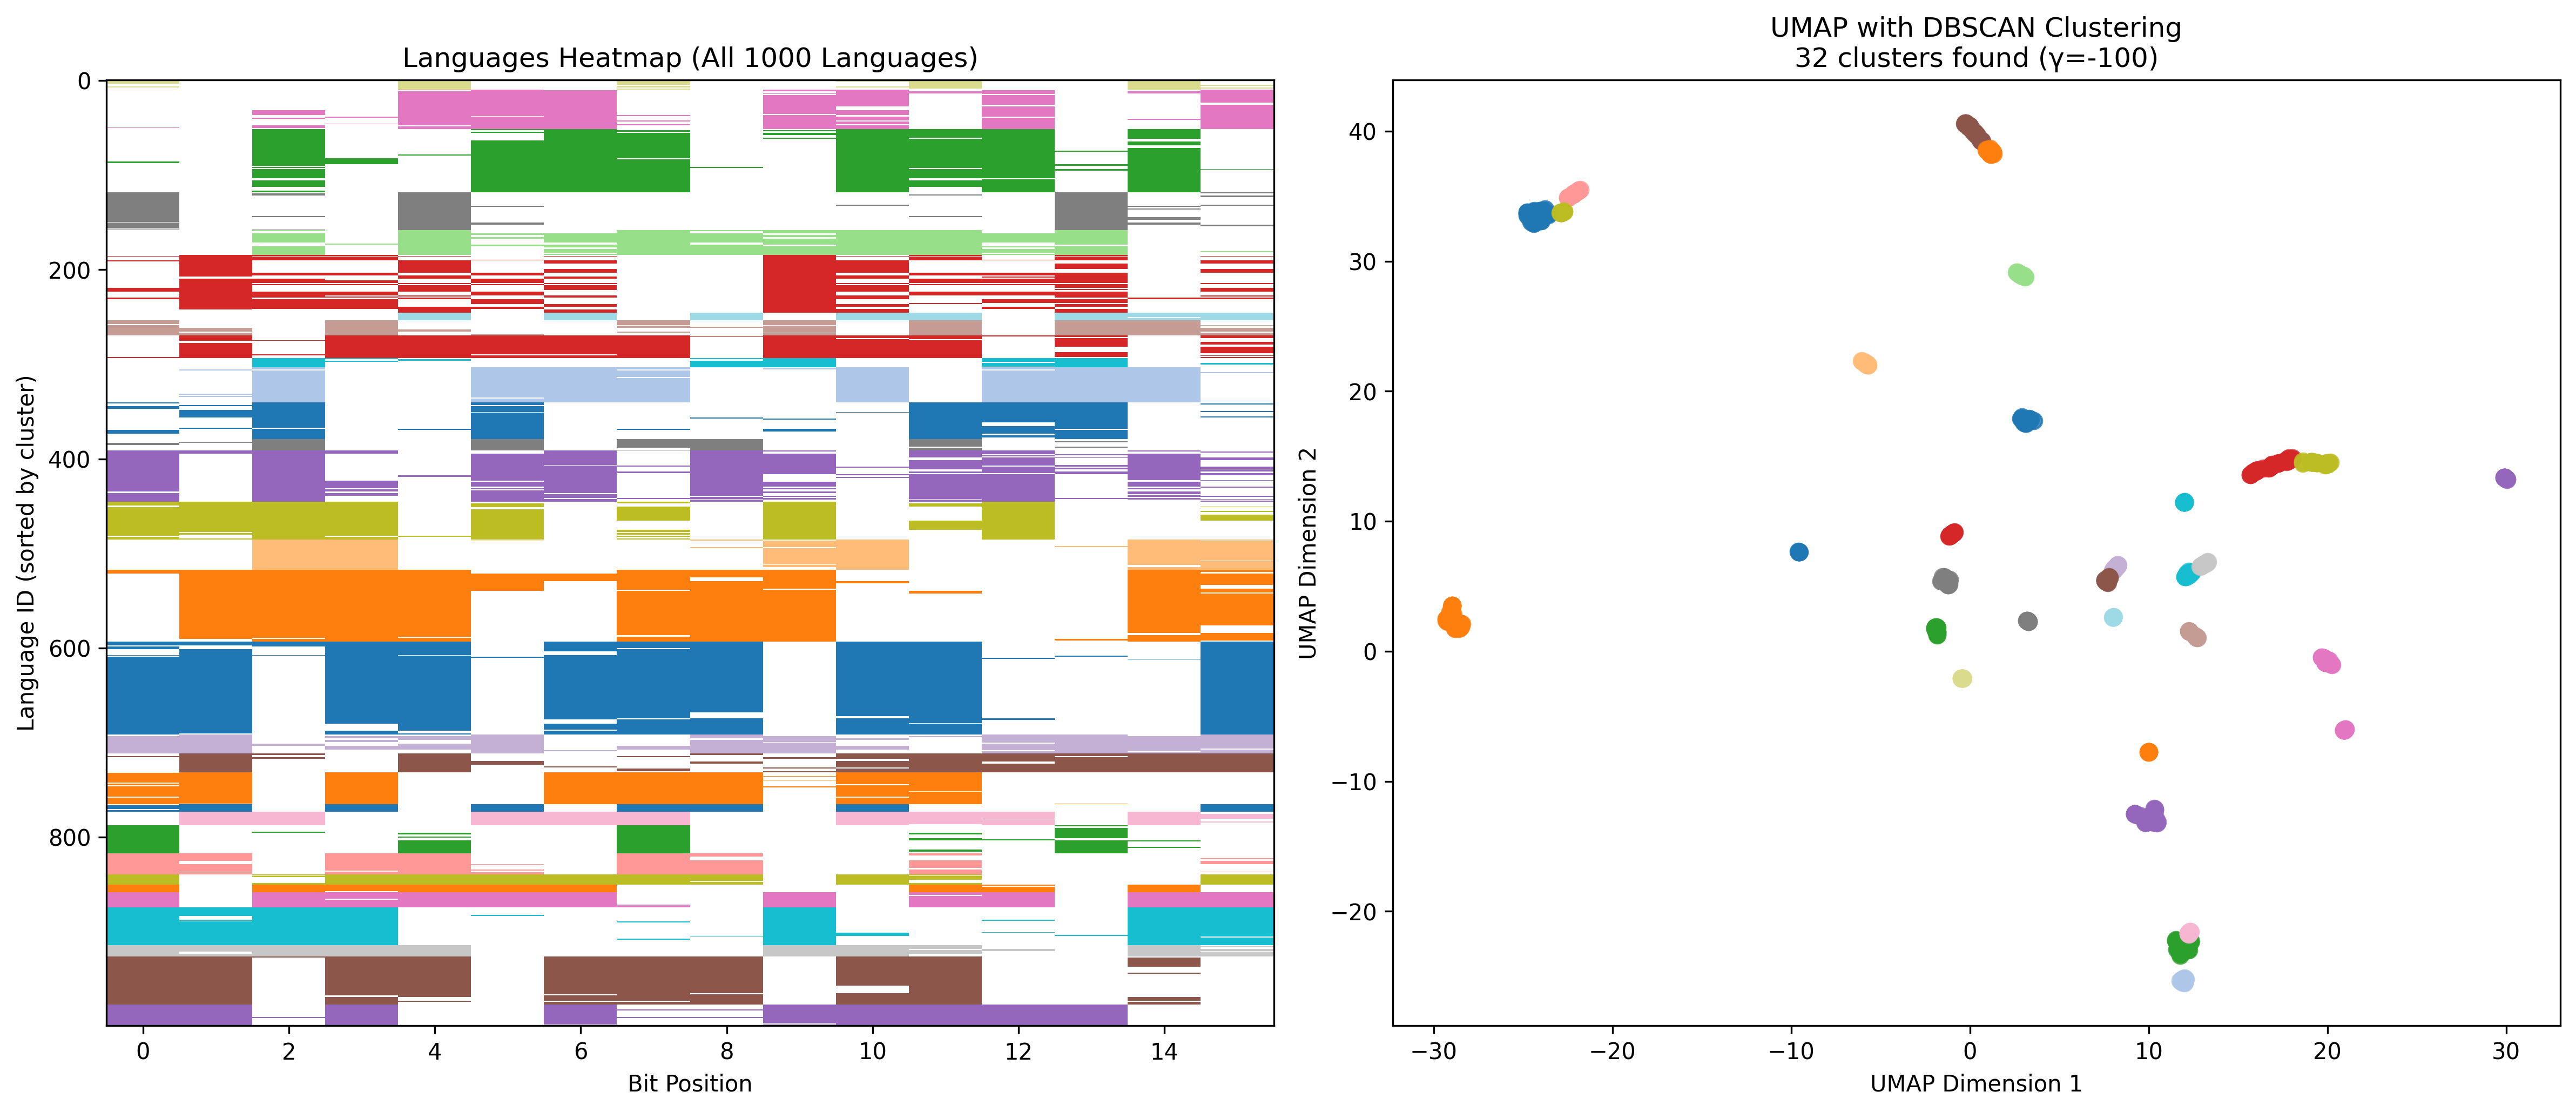 Languages Heatmap (All 1000 Languages)
Language ID (sorted by cluster)
0
200
400
600
800
0 2 4 6 8 10 12 14
Bit Position
UMAP with DBSCAN Clustering
32 clusters found (γ=-100)
UMAP Dimension 2
40
30
20
10
0
−10
−20
−30 −20 −10 0 10 20 30
UMAP Dimension 1